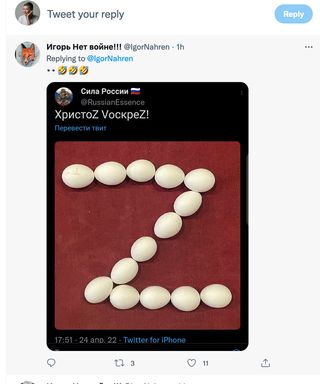 Tweet your reply
Reply
Игорь Нет войне!!! @IgorNahren · 1h
Replying to @IgorNahren
👀🤣🤣🤣
Сила России 🇷🇺
@RussianEssence
ХристоZ VоскреZ!
Перевести твит
17:51 · 24 апр. 22 · Twitter for iPhone
3
11